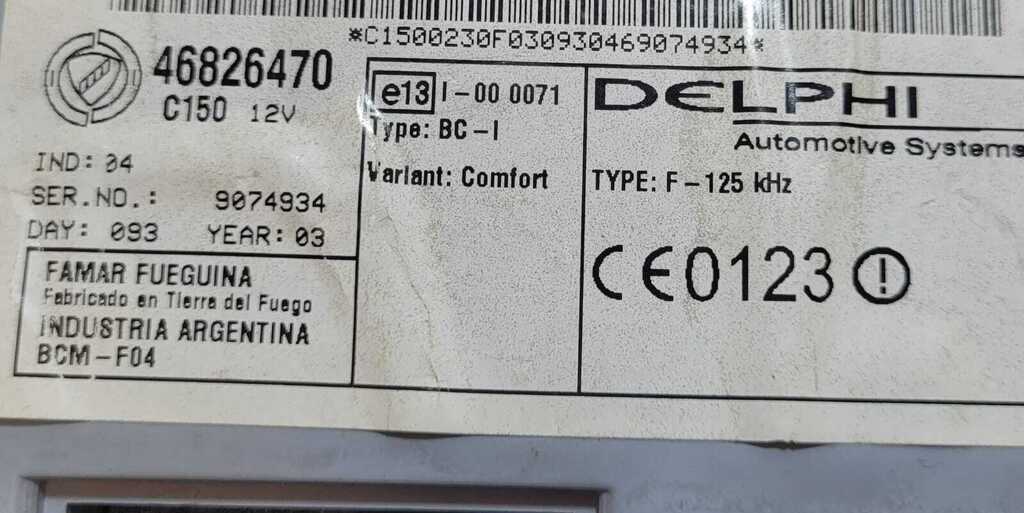 *C1500230F030930469074934*
46826470
C150 12V
IND: 04
SER.NO.: 9074934
DAY: 093 YEAR: 03
FAMAR FUEGUINA
Fabricado en Tierra del Fuego
INDUSTRIA ARGENTINA
BCM-F04
e13 I-00 0071
Type: BC-I
Variant: Comfort
DELPHI
Automotive Systems
TYPE: F-125 kHz
CE0123